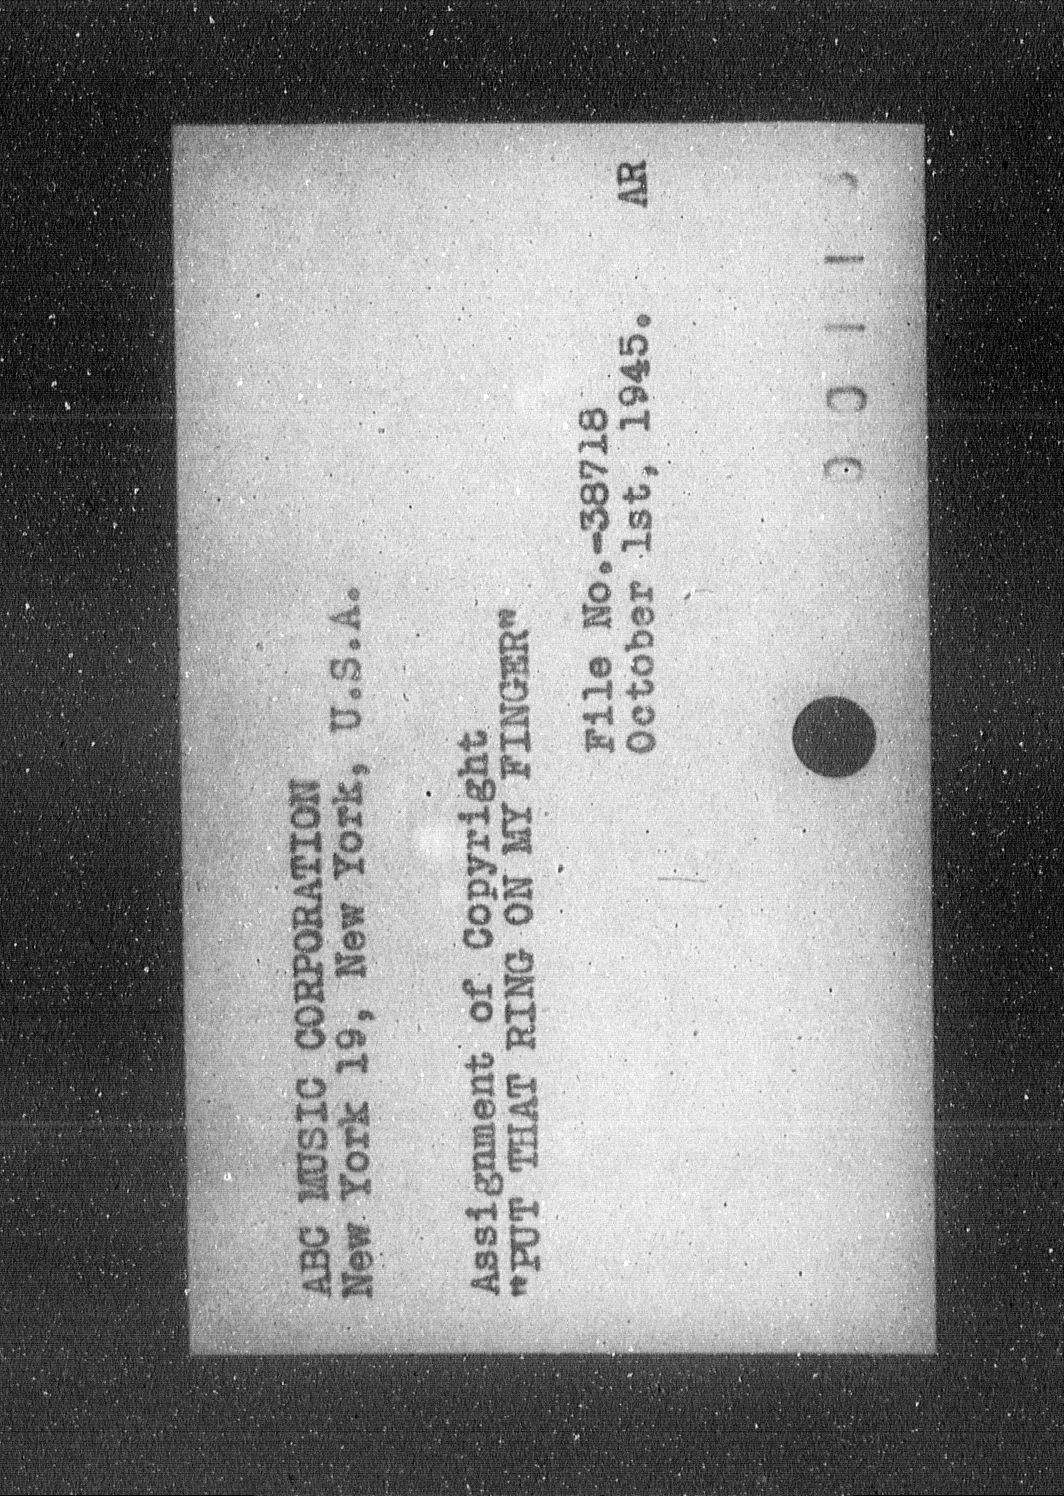 ABC MUSIC CORPORATION
New York 19, New York, U.S.A.
Assignment of Copyright
"PUT THAT RING ON MY FINGER"
File No.-38718
October 1st, 1945. AR